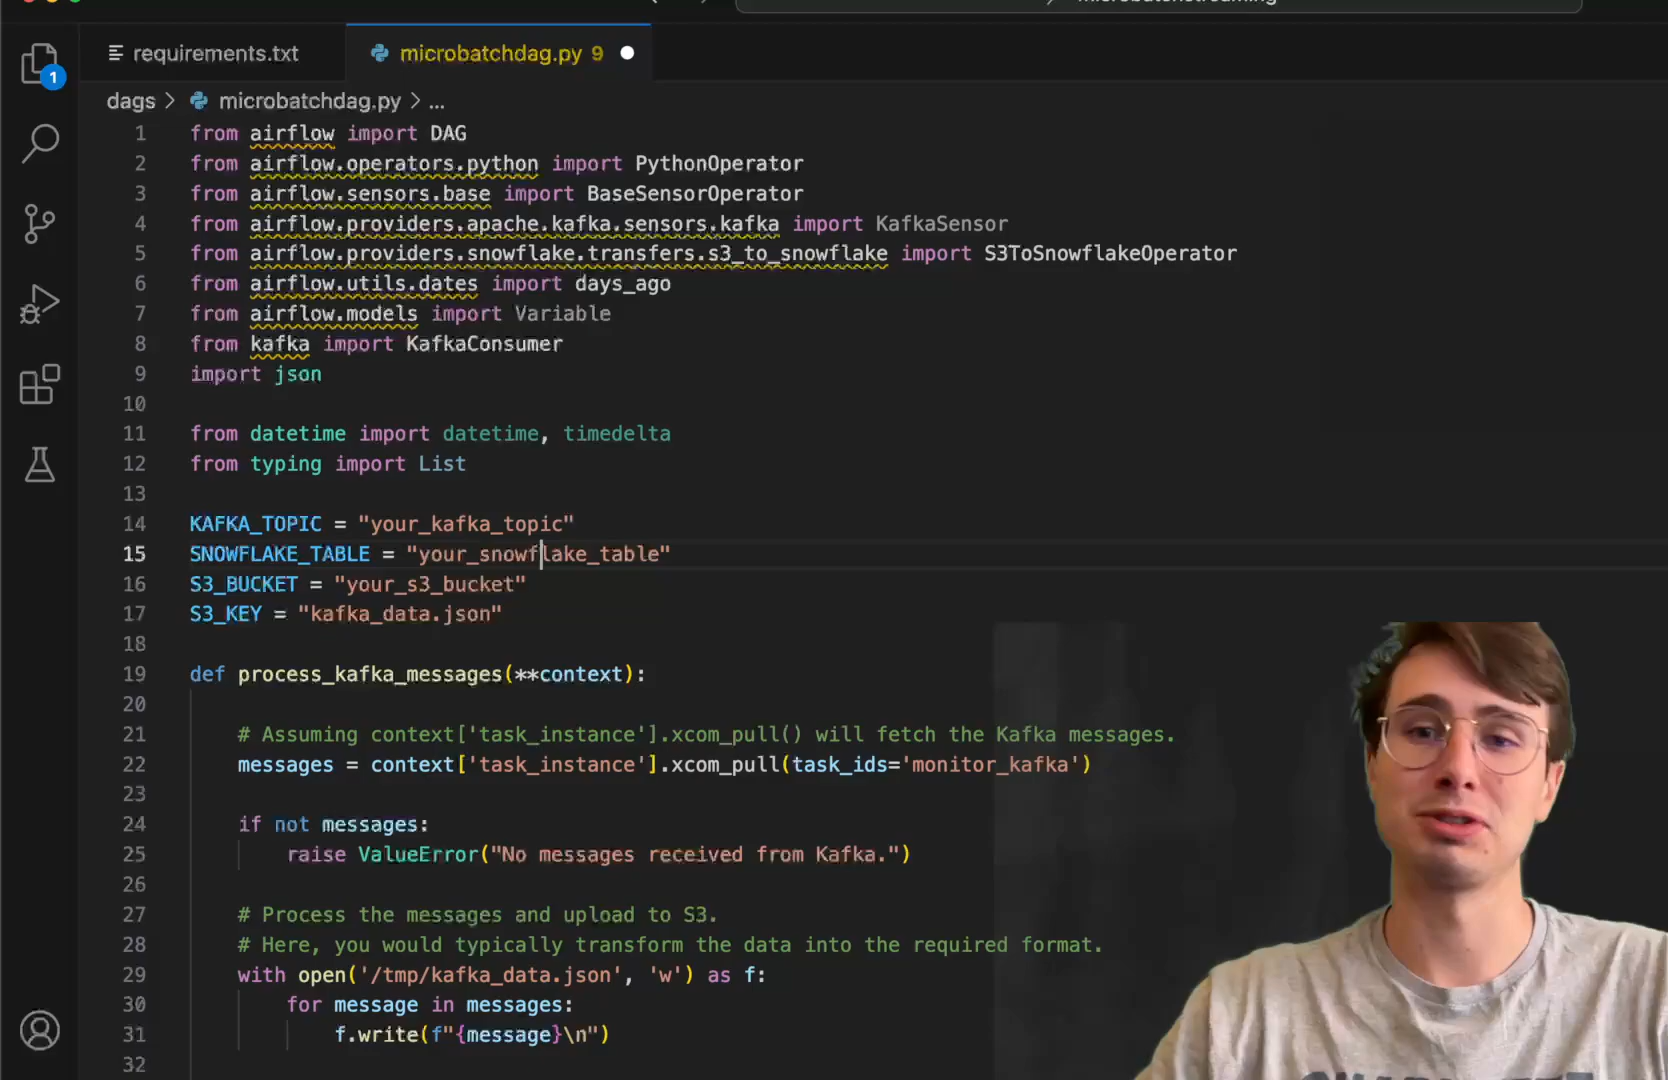 requirements.txt
microbatchdag.py 9
1
dags > microbatchdag.py > ...
1 from airflow import DAG
2 from airflow.operators.python import PythonOperator
3 from airflow.sensors.base import BaseSensorOperator
4 from airflow.providers.apache.kafka.sensors.kafka import KafkaSensor
5 from airflow.providers.snowflake.transfers.s3_to_snowflake import S3ToSnowflakeOperator
6 from airflow.utils.dates import days_ago
7 from airflow.models import Variable
8 from kafka import KafkaConsumer
9 import json
10
11 from datetime import datetime, timedelta
12 from typing import List
13
14 KAFKA_TOPIC = "your_kafka_topic"
15 SNOWFLAKE_TABLE = "your_snowflake_table"
16 S3_BUCKET = "your_s3_bucket"
17 S3_KEY = "kafka_data.json"
18
19 def process_kafka_messages(**context):
20
21 # Assuming context['task_instance'].xcom_pull() will fetch the Kafka messages.
22 messages = context['task_instance'].xcom_pull(task_ids='monitor_kafka')
23
24 if not messages:
25 raise ValueError("No messages received from Kafka.")
26
27 # Process the messages and upload to S3.
28 # Here, you would typically transform the data into the required format.
29 with open('/tmp/kafka_data.json', 'w') as f:
30 for message in messages:
31 f.write(f"{message}\n")
32